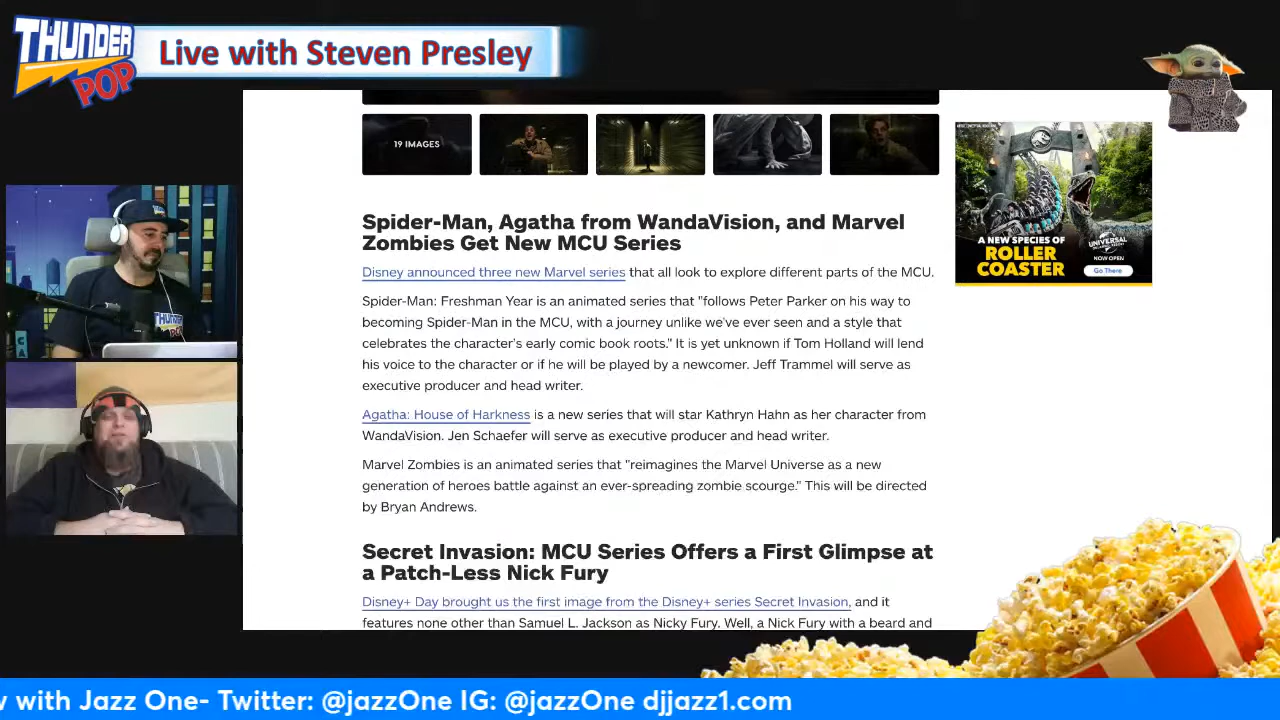 THUNDER
POP
Live with Steven Presley
19 IMAGES
Spider-Man, Agatha from WandaVision, and Marvel
Zombies Get New MCU Series
Disney announced three new Marvel series that all look to explore different parts of the MCU.
Spider-Man: Freshman Year is an animated series that "follows Peter Parker on his way to
becoming Spider-Man in the MCU, with a journey unlike we've ever seen and a style that
celebrates the character's early comic book roots." It is yet unknown if Tom Holland will lend
his voice to the character or if he will be played by a newcomer. Jeff Trammel will serve as
executive producer and head writer.
Agatha: House of Harkness is a new series that will star Kathryn Hahn as her character from
WandaVision. Jen Schaefer will serve as executive producer and head writer.
Marvel Zombies is an animated series that "reimagines the Marvel Universe as a new
generation of heroes battle against an ever-spreading zombie scourge." This will be directed
by Bryan Andrews.
Secret Invasion: MCU Series Offers a First Glimpse at
a Patch-Less Nick Fury
Disney+ Day brought us the first image from the Disney+ series Secret Invasion, and it
features none other than Samuel L. Jackson as Nicky Fury. Well, a Nick Fury with a beard and
A NEW SPECIES OF
ROLLER
COASTER
UNIVERSAL
NOW OPEN
Go There
THUNDER
POP
w with Jazz One- Twitter: @jazzOne IG: @jazzOne djjazz1.com